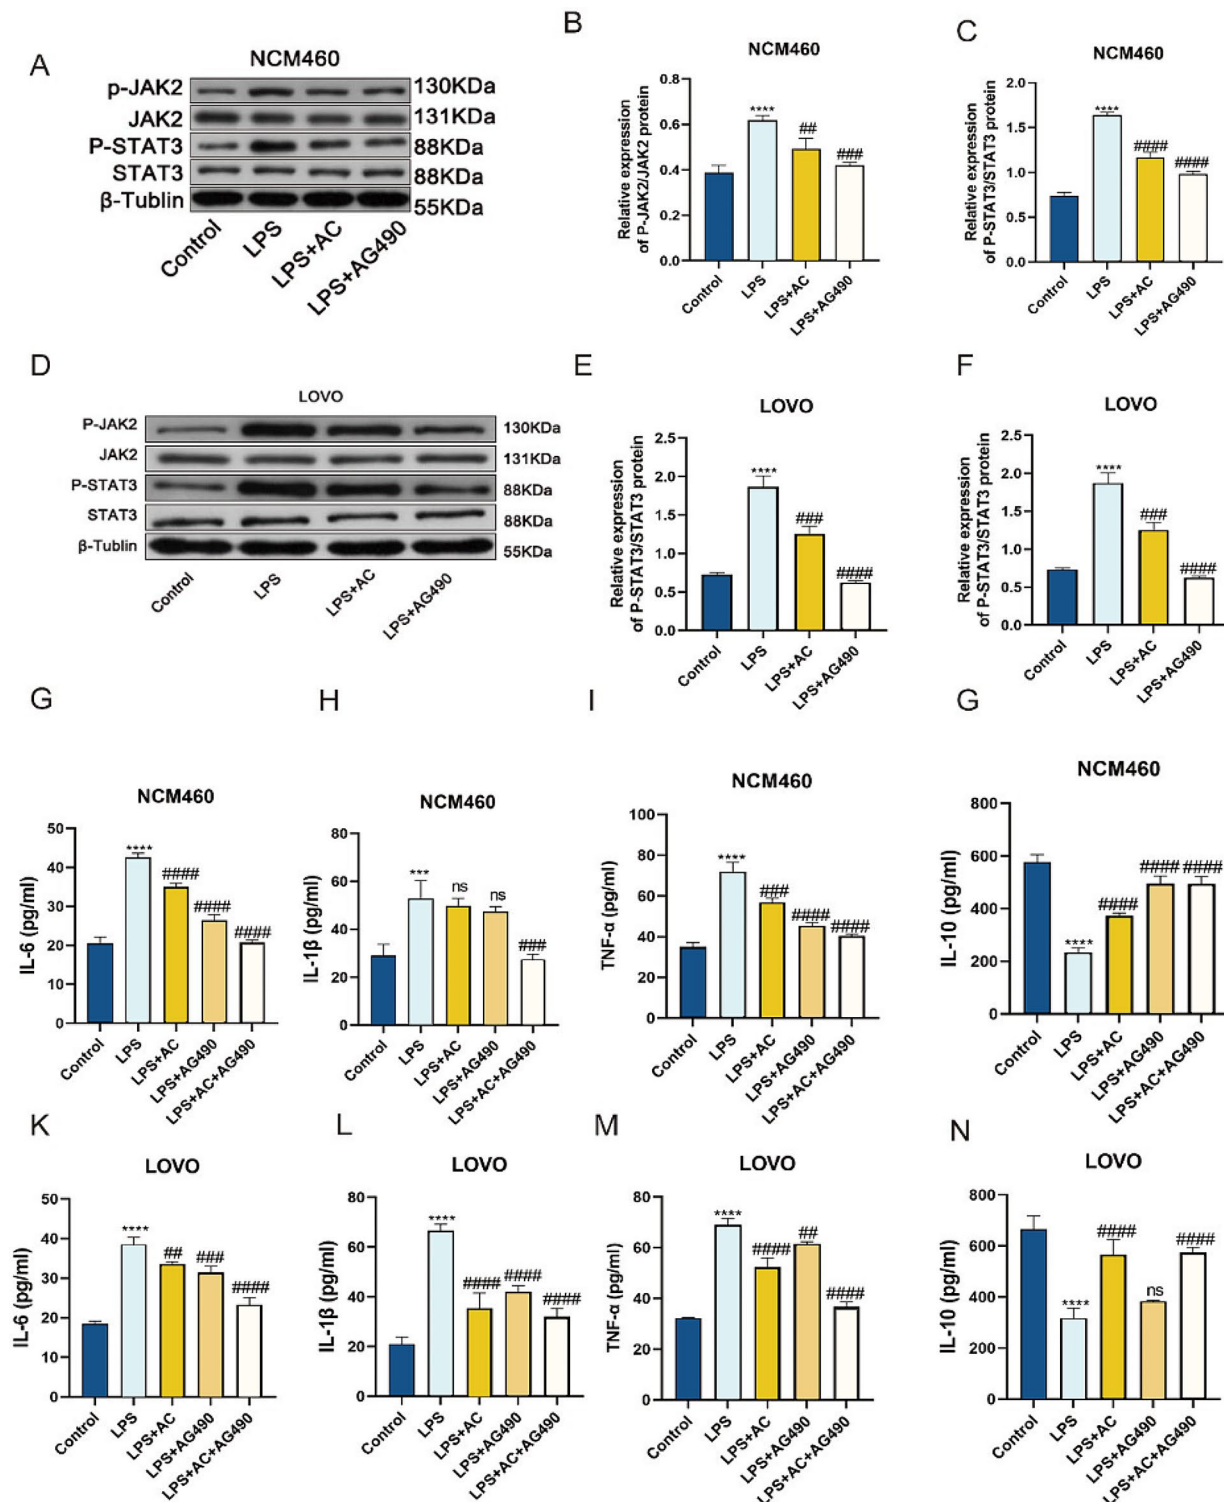 A
NCM460
p-JAK2
130KDa
JAK2
131KDa
P-STAT3
88KDa
STAT3
88KDa
β-Tublin
55KDa
Control
LPS
LPS+AC
LPS+AG490
B
NCM460
Relative expression
of P-JAK2/JAK2 protein
0.8
0.6
0.4
0.2
0.0
****
##
###
Control
LPS
LPS+AC
LPS+AG490
C
NCM460
Relative expression
of P-STAT3/STAT3 protein
2.0
1.5
1.0
0.5
0.0
****
####
####
Control
LPS
LPS+AC
LPS+AG490
D
LOVO
P-JAK2
130KDa
JAK2
131KDa
P-STAT3
88KDa
STAT3
88KDa
β-Tublin
55KDa
Control
LPS
LPS+AC
LPS+AG490
E
LOVO
Relative expression
of P-STAT3/STAT3 protein
2.5
2.0
1.5
1.0
0.5
0.0
****
###
####
Control
LPS
LPS+AC
LPS+AG490
F
LOVO
Relative expression
of P-STAT3/STAT3 protein
2.5
2.0
1.5
1.0
0.5
0.0
****
###
####
Control
LPS
LPS+AC
LPS+AG490
G
NCM460
IL-6 (pg/ml)
50
40
30
20
10
0
****
####
####
####
Control
LPS
LPS+AC
LPS+AG490
LPS+AC+AG490
H
NCM460
IL-1β (pg/ml)
80
60
40
20
0
***
ns
ns
###
Control
LPS
LPS+AC
LPS+AG490
LPS+AC+AG490
I
NCM460
TNF-α (pg/ml)
100
80
60
40
20
0
****
###
####
####
Control
LPS
LPS+AC
LPS+AG490
LPS+AC+AG490
G
NCM460
IL-10 (pg/ml)
800
600
400
200
0
****
####
####
####
Control
LPS
LPS+AC
LPS+AG490
LPS+AC+AG490
K
LOVO
IL-6 (pg/ml)
50
40
30
20
10
0
****
##
###
####
Control
LPS
LPS+AC
LPS+AG490
LPS+AC+AG490
L
LOVO
IL-1β (pg/ml)
80
60
40
20
0
****
####
####
####
Control
LPS
LPS+AC
LPS+AG490
LPS+AC+AG490
M
LOVO
TNF-α (pg/ml)
80
60
40
20
0
****
####
##
####
Control
LPS
LPS+AC
LPS+AG490
LPS+AC+AG490
N
LOVO
IL-10 (pg/ml)
800
600
400
200
0
****
####
ns
####
Control
LPS
LPS+AC
LPS+AG490
LPS+AC+AG490